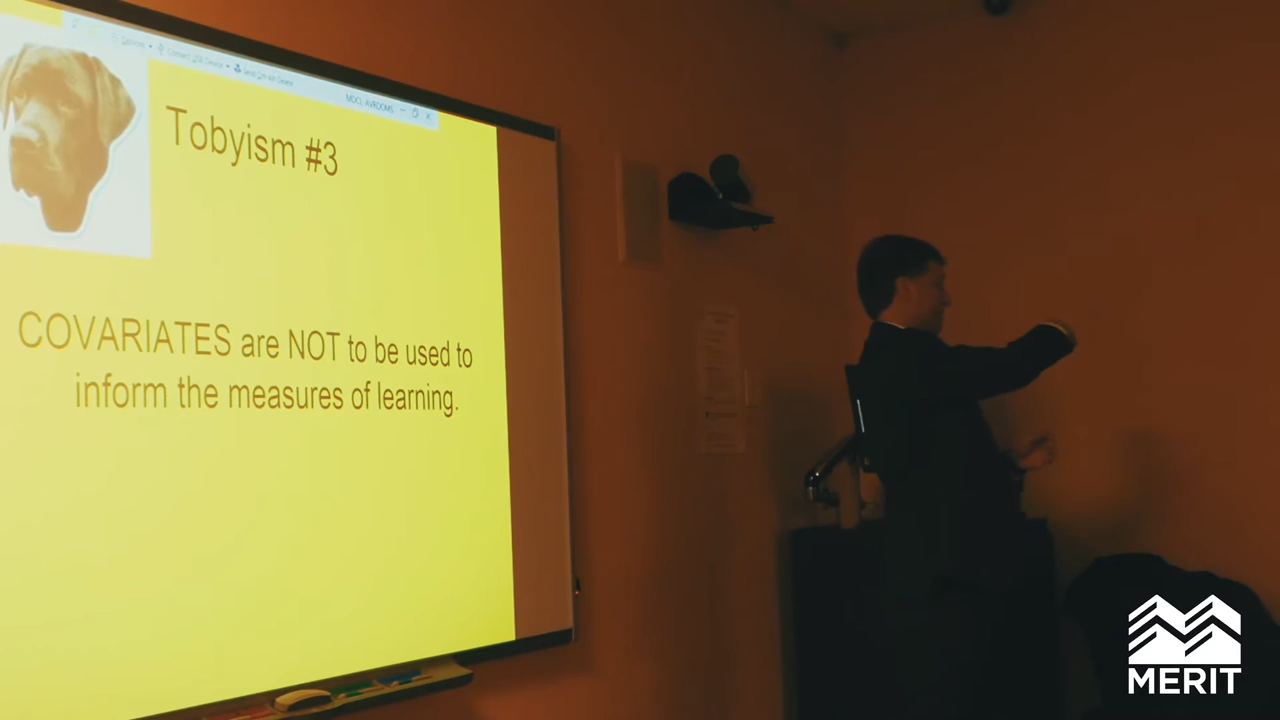 Tobyism #3
COVARIATES are NOT to be used to
inform the measures of learning.
MERIT